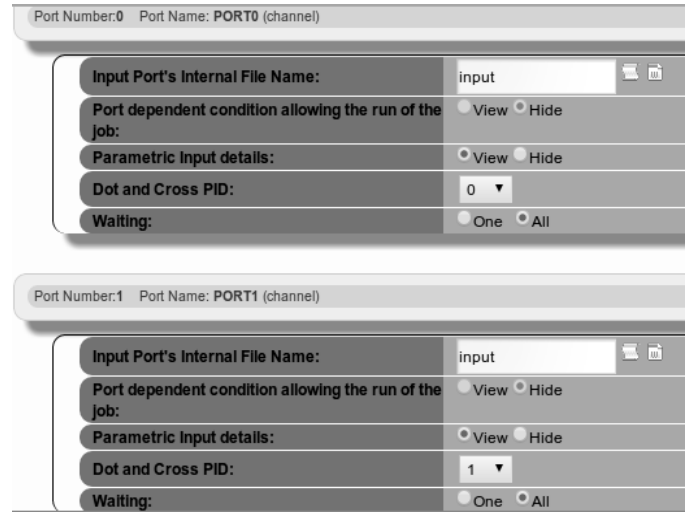 Port Number:0 Port Name: PORT0 (channel)
Input Port's Internal File Name: input
Port dependent condition allowing the run of the View Hide
job:
Parametric Input details: View Hide
Dot and Cross PID: 0
Waiting: One All
Port Number:1 Port Name: PORT1 (channel)
Input Port's Internal File Name: input
Port dependent condition allowing the run of the View Hide
job:
Parametric Input details: View Hide
Dot and Cross PID: 1
Waiting: One All